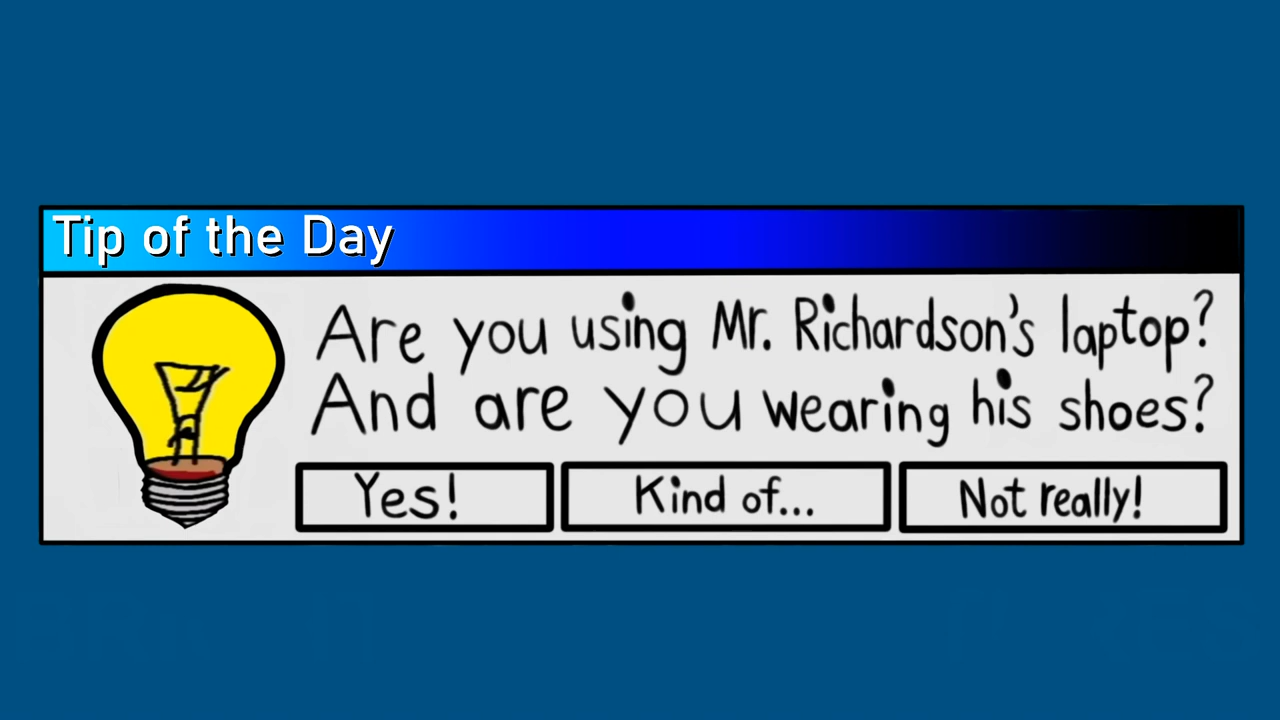 Tip of the Day
Are you using Mr. Richardson's laptop?
And are you wearing his shoes?
Yes!
Kind of...
Not really!